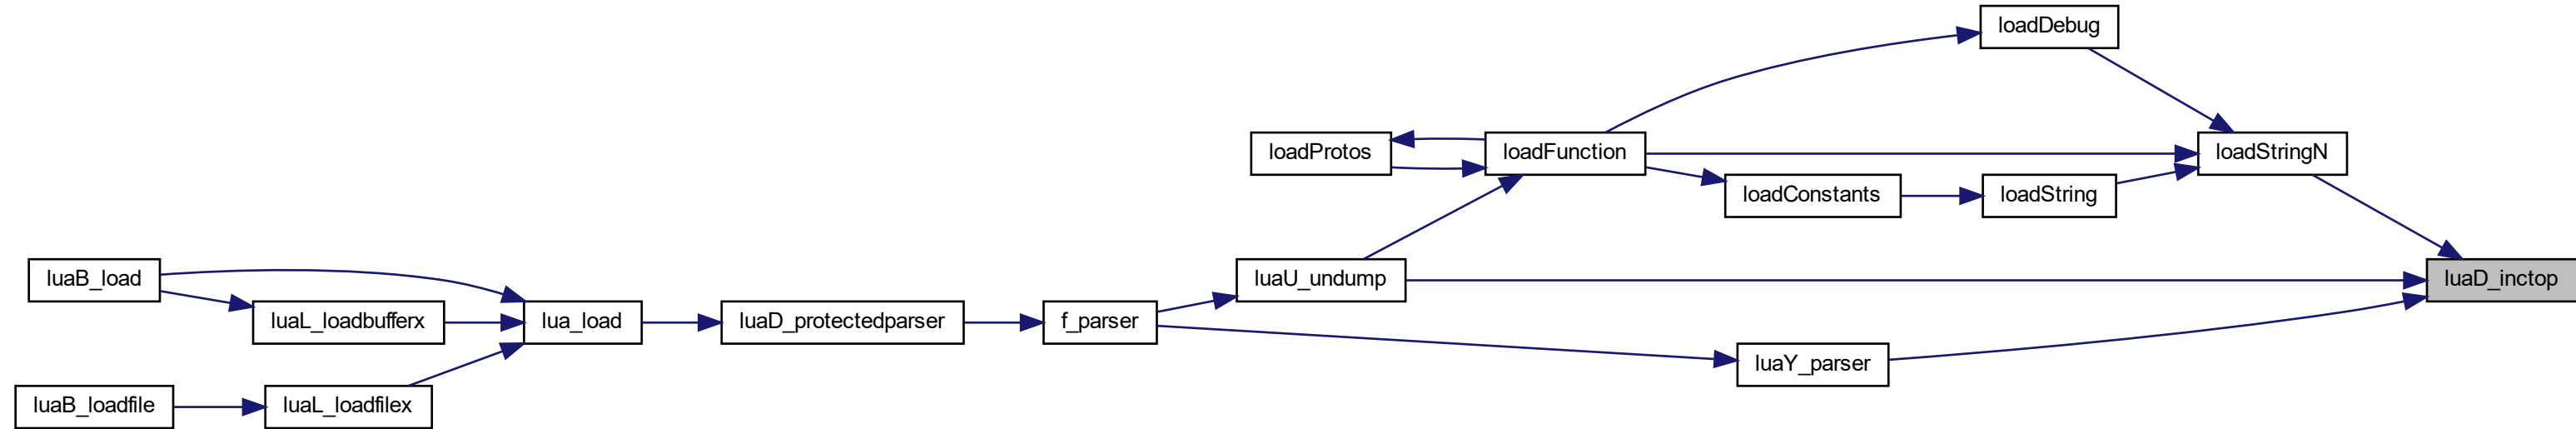 loadDebug
loadProtos
loadFunction
loadStringN
loadConstants
loadString
luaB_load
luaU_undump
luaD_inctop
luaL_loadbufferx
lua_load
luaD_protectedparser
f_parser
luaY_parser
luaB_loadfile
luaL_loadfilex